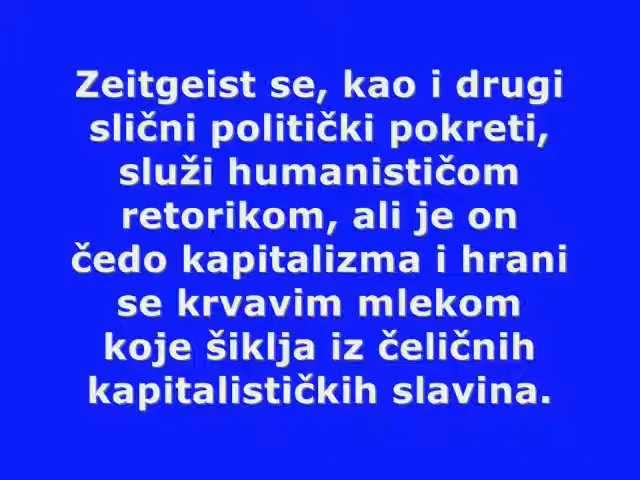 Zeitgeist se, kao i drugi
slični politički pokreti,
služi humanističom
retorikom, ali je on
čedo kapitalizma i hrani
se krvavim mlekom
koje šiklja iz čeličnih
kapitalističkih slavina.